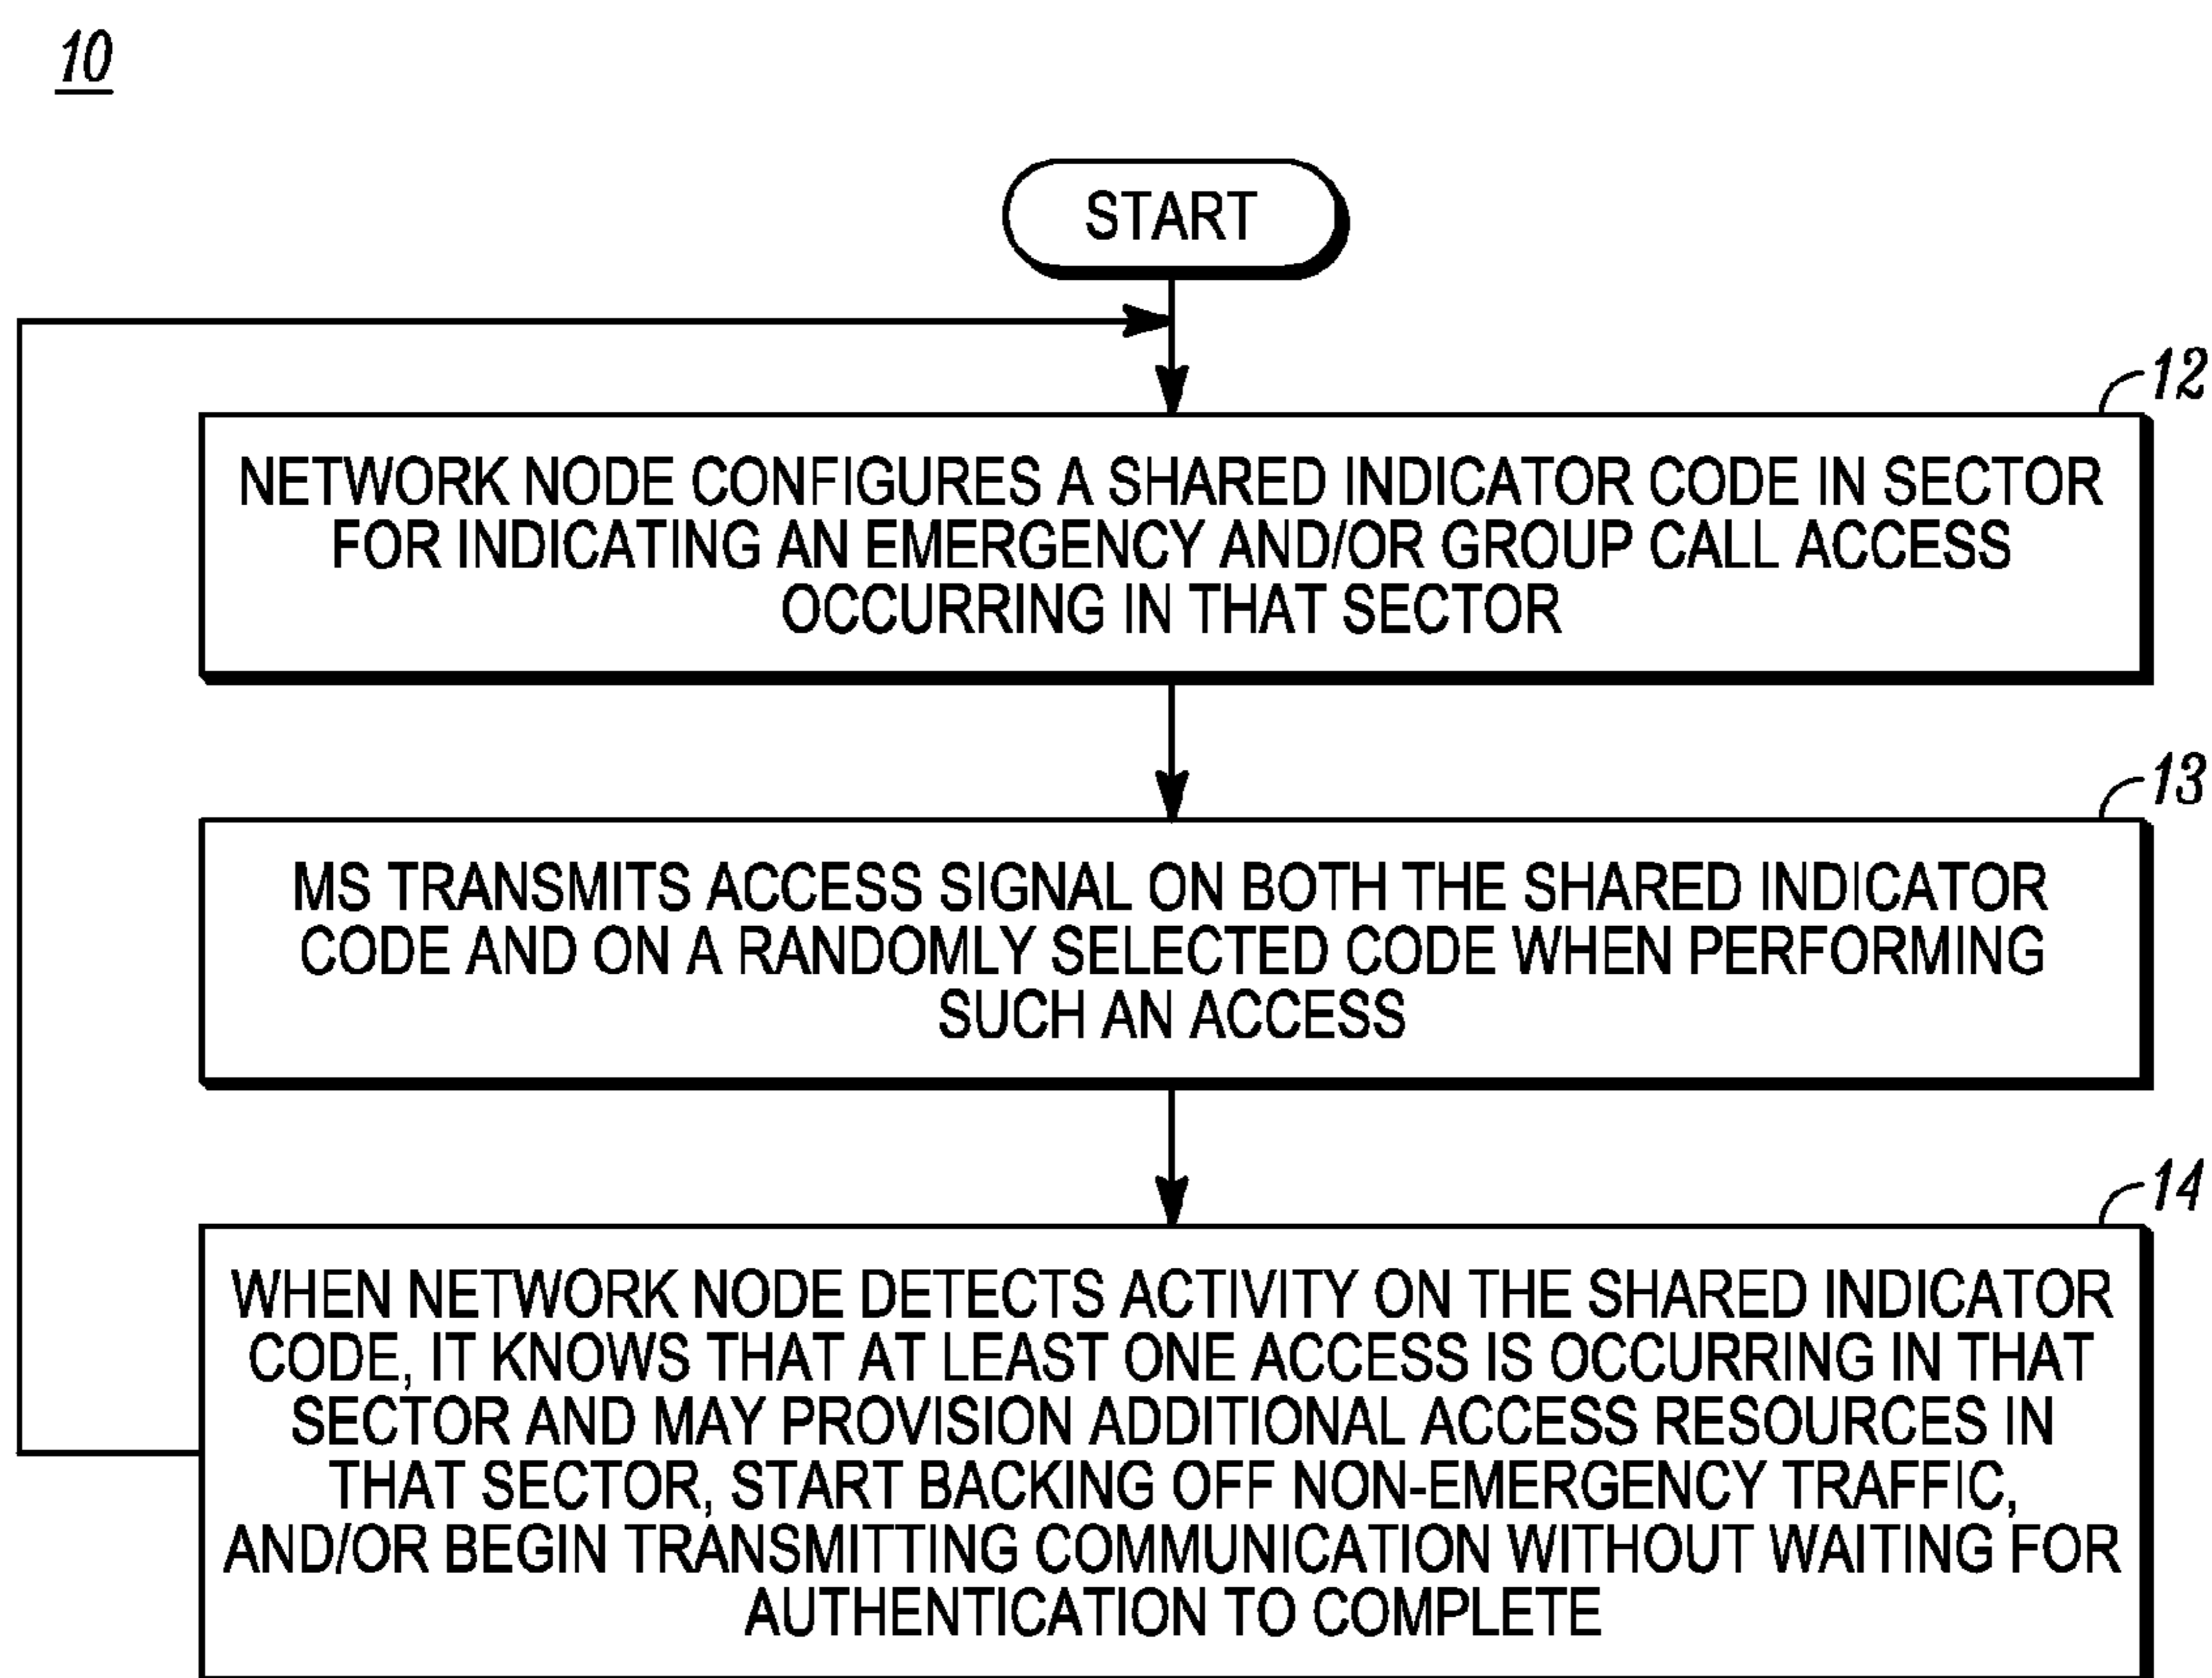 10
START
12
NETWORK NODE CONFIGURES A SHARED INDICATOR CODE IN SECTOR
FOR INDICATING AN EMERGENCY AND/OR GROUP CALL ACCESS
OCCURRING IN THAT SECTOR
13
MS TRANSMITS ACCESS SIGNAL ON BOTH THE SHARED INDICATOR
CODE AND ON A RANDOMLY SELECTED CODE WHEN PERFORMING
SUCH AN ACCESS
14
WHEN NETWORK NODE DETECTS ACTIVITY ON THE SHARED INDICATOR
CODE, IT KNOWS THAT AT LEAST ONE ACCESS IS OCCURRING IN THAT
SECTOR AND MAY PROVISION ADDITIONAL ACCESS RESOURCES IN
THAT SECTOR, START BACKING OFF NON-EMERGENCY TRAFFIC,
AND/OR BEGIN TRANSMITTING COMMUNICATION WITHOUT WAITING FOR
AUTHENTICATION TO COMPLETE